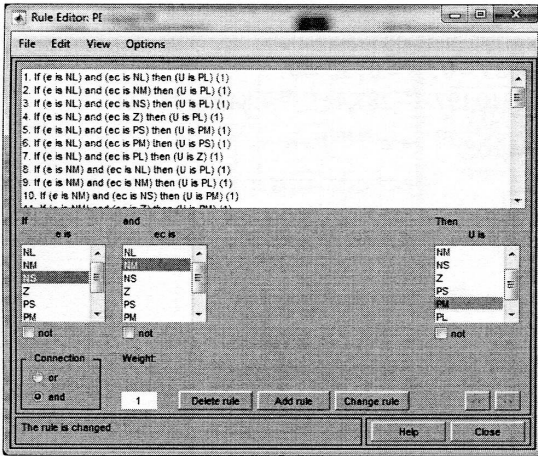 Rule Editor: PI
File Edit View Options
1. If (e is NL) and (ec is NL) then (U is PL) (1)
2. If (e is NL) and (ec is NM) then (U is PL) (1)
3. If (e is NL) and (ec is NS) then (U is PL) (1)
4. If (e is NL) and (ec is Z) then (U is PL) (1)
5. If (e is NL) and (ec is PS) then (U is PM) (1)
6. If (e is NL) and (ec is PM) then (U is PS) (1)
7. If (e is NL) and (ec is PL) then (U is Z) (1)
8. If (e is NM) and (ec is NL) then (U is PL) (1)
9. If (e is NM) and (ec is NM) then (U is PL) (1)
10. If (e is NM) and (ec is NS) then (U is PM) (1)
If and Then
e is ec is U is
NL NL NM
NM NM NS
NS NS Z
Z Z PS
PS PS PM
PM PM PL
not not not
Connection Weight:
or
and 1 Delete rule Add rule Change rule << >>
The rule is changed Help Close